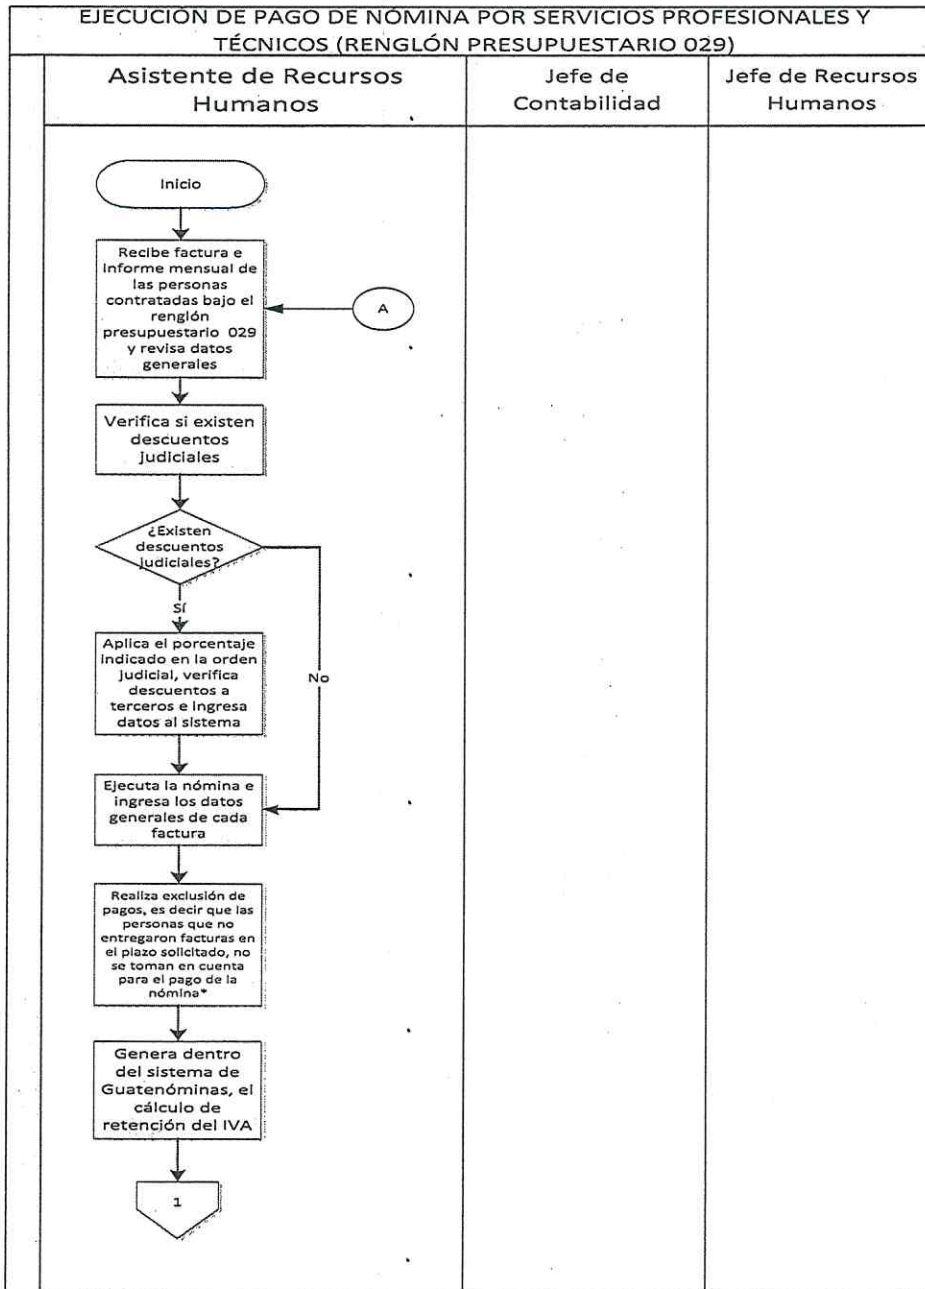 EJECUCIÓN DE PAGO DE NÓMINA POR SERVICIOS PROFESIONALES Y
TÉCNICOS (RENGLÓN PRESUPUESTARIO 029)
Asistente de Recursos
Humanos
Jefe de
Contabilidad
Jefe de Recursos
Humanos
Inicio
Recibe factura e
informe mensual de
las personas
contratadas bajo el
renglón
presupuestario 029
y revisa datos
generales
A
Verifica si existen
descuentos
judiciales
¿Existen
descuentos
judiciales?
Sí
No
Aplica el porcentaje
indicado en la orden
judicial, verifica
descuentos a
terceros e ingresa
datos al sistema
Ejecuta la nómina e
ingresa los datos
generales de cada
factura
Realiza exclusión de
pagos, es decir que las
personas que no
entregaron facturas en
el plazo solicitado, no
se toman en cuenta
para el pago de la
nómina*
Genera dentro
del sistema de
Guatenóminas, el
cálculo de
retención del IVA
1